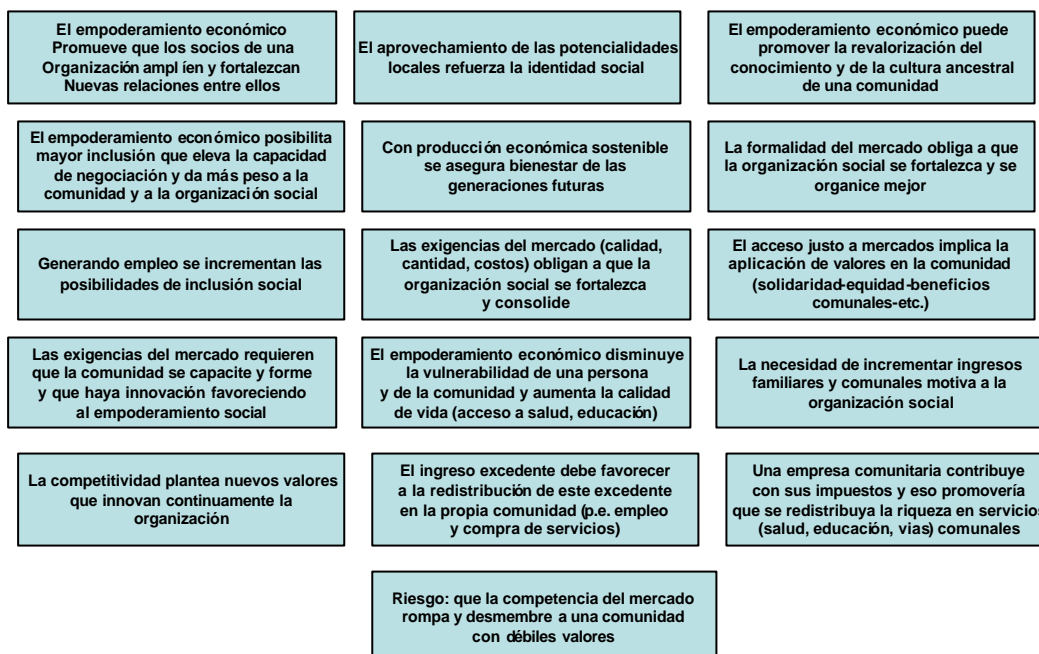 El empoderamiento económico
Promueve que los socios de una
Organización ampl íen y fortalezcan
Nuevas relaciones entre ellos
El aprovechamiento de las potencialidades
locales refuerza la identidad social
El empoderamiento económico puede
promover la revalorización del
conocimiento y de la cultura ancestral
de una comunidad
El empoderamiento económico posibilita
mayor inclusión que eleva la capacidad
de negociación y da más peso a la
comunidad y a la organización social
Con producción económica sostenible
se asegura bienestar de las
generaciones futuras
La formalidad del mercado obliga a que
la organización social se fortalezca y se
organice mejor
Generando empleo se incrementan las
posibilidades de inclusión social
Las exigencias del mercado (calidad,
cantidad, costos) obligan a que la
organización social se fortalezca
y consolide
El acceso justo a mercados implica la
aplicación de valores en la comunidad
(solidaridad-equidad-beneficios
comunales-etc.)
Las exigencias del mercado requieren
que la comunidad se capacite y forme
y que haya innovación favoreciendo
al empoderamiento social
El empoderamiento económico disminuye
la vulnerabilidad de una persona
y de la comunidad y aumenta la calidad
de vida (acceso a salud, educación)
La necesidad de incrementar ingresos
familiares y comunales motiva a la
organización social
La competitividad plantea nuevos valores
que innovan continuamente la
organización
El ingreso excedente debe favorecer
a la redistribución de este excedente
en la propia comunidad (p.e. empleo
y compra de servicios)
Una empresa comunitaria contribuye
con sus impuestos y eso promovería
que se redistribuya la riqueza en servicios
(salud, educación, vias) comunales
Riesgo: que la competencia del mercado
rompa y desmembre a una comunidad
con débiles valores